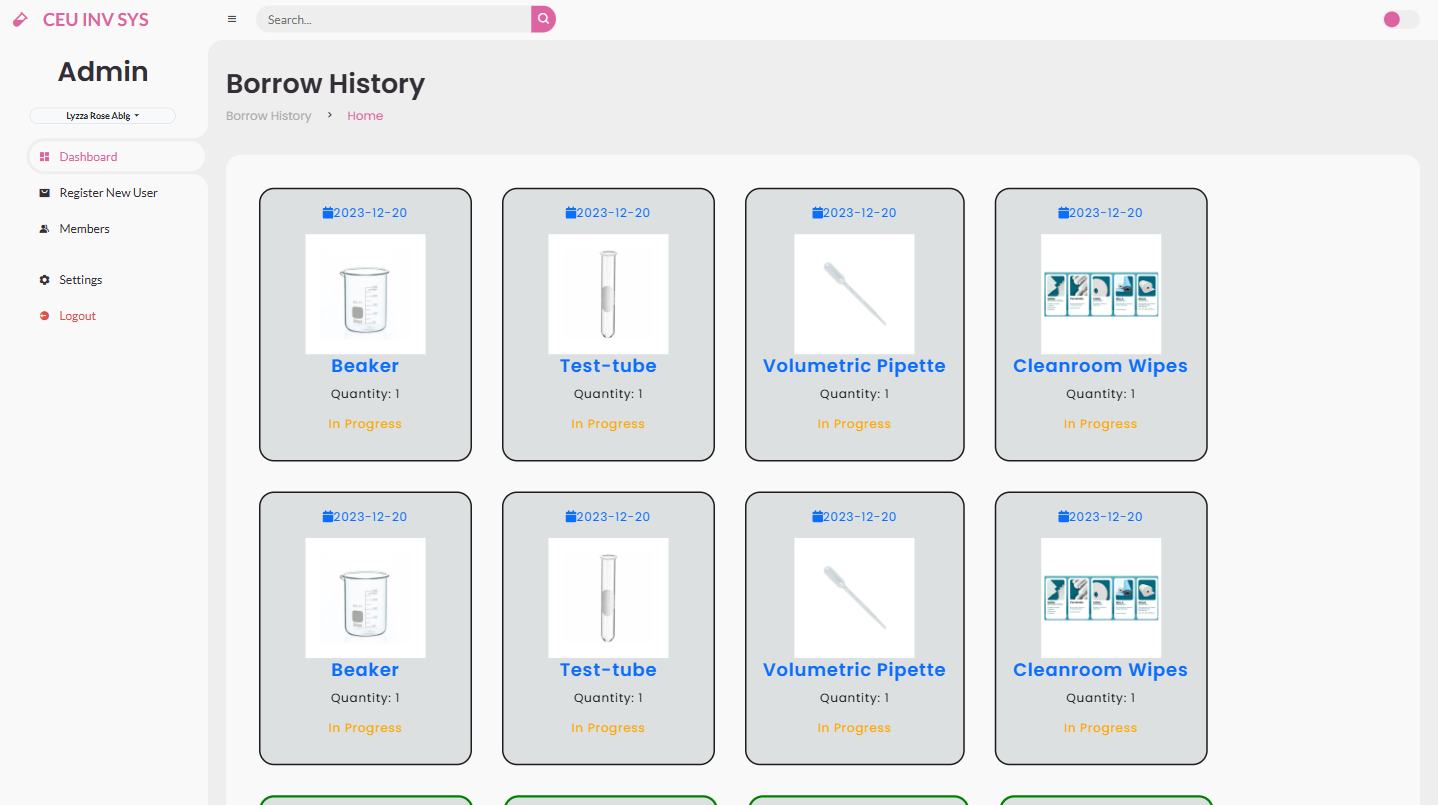 CEU INV SYS
Search...
Admin
Lyzza Rose Ablg
Dashboard
Register New User
Members
Settings
Logout
Borrow History
Borrow History > Home
2023-12-20
Beaker
Quantity: 1
In Progress
2023-12-20
Test-tube
Quantity: 1
In Progress
2023-12-20
Volumetric Pipette
Quantity: 1
In Progress
2023-12-20
Cleanroom Wipes
Quantity: 1
In Progress
2023-12-20
Beaker
Quantity: 1
In Progress
2023-12-20
Test-tube
Quantity: 1
In Progress
2023-12-20
Volumetric Pipette
Quantity: 1
In Progress
2023-12-20
Cleanroom Wipes
Quantity: 1
In Progress